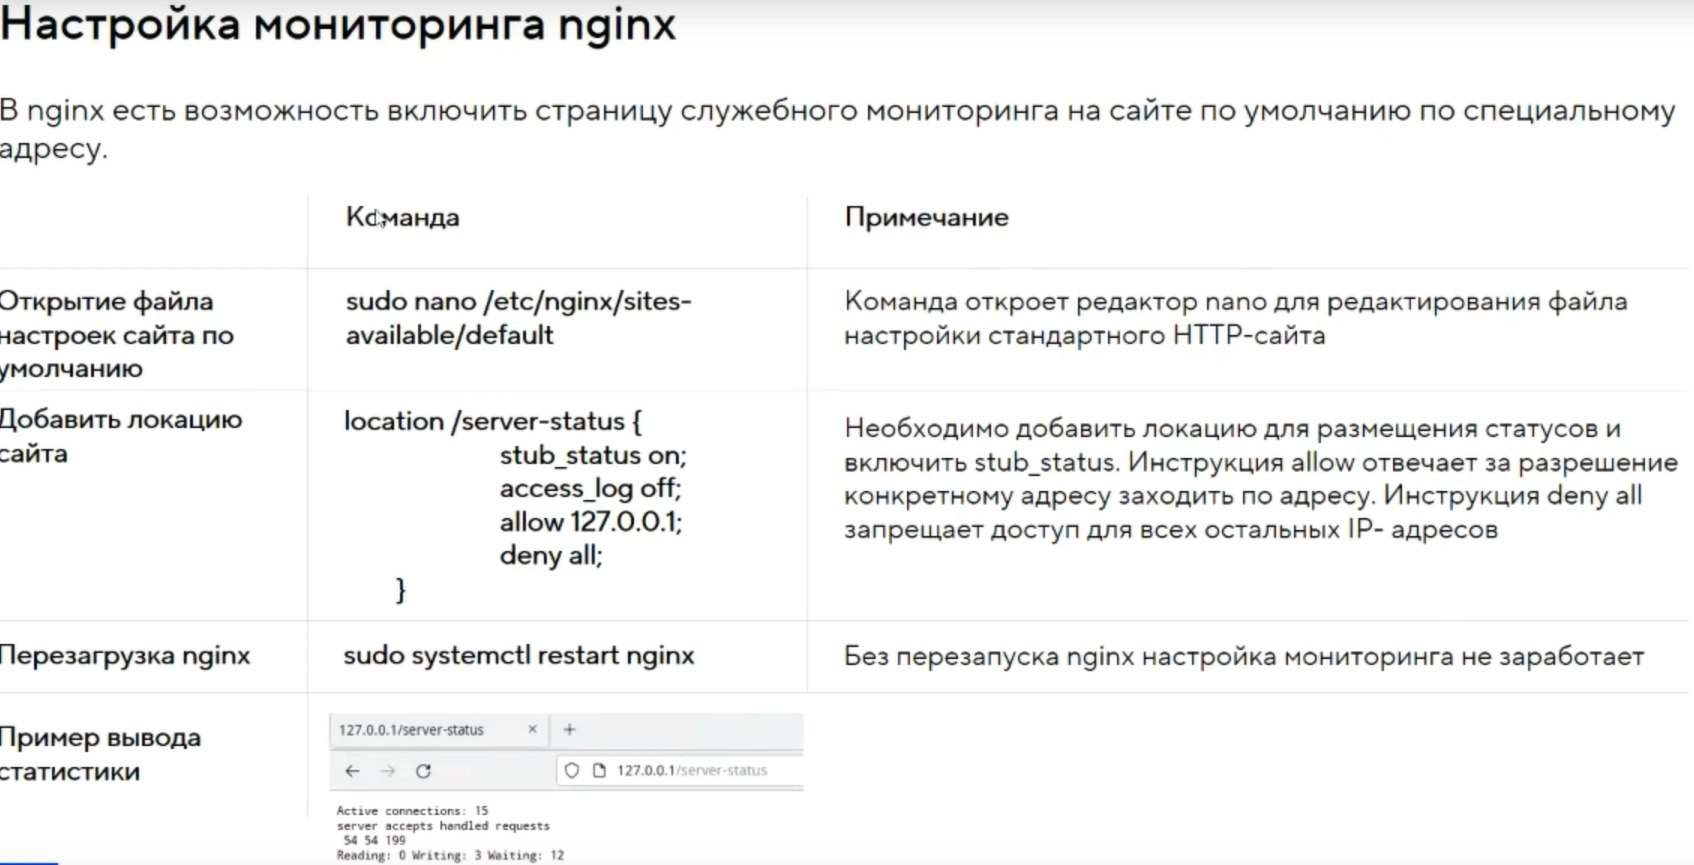 Настройка мониторинга nginx
В nginx есть возможность включить страницу служебного мониторинга на сайте по умолчанию по специальному
адресу.
Команда
Примечание
Открытие файла
настроек сайта по
умолчанию
sudo nano /etc/nginx/sites-
available/default
Команда откроет редактор nano для редактирования файла
настройки стандартного HTTP-сайта
Добавить локацию
сайта
location /server-status {
stub_status on;
access_log off;
allow 127.0.0.1;
deny all;
}
Необходимо добавить локацию для размещения статусов и
включить stub_status. Инструкция allow отвечает за разрешение
конкретному адресу заходить по адресу. Инструкция deny all
запрещает доступ для всех остальных IP- адресов
Перезагрузка nginx
sudo systemctl restart nginx
Без перезапуска nginx настройка мониторинга не заработает
Пример вывода
статистики
127.0.0.1/server-status
127.0.0.1/server-status
Active connections: 15
server accepts handled requests
54 54 199
Reading: 0 Writing: 3 Waiting: 12